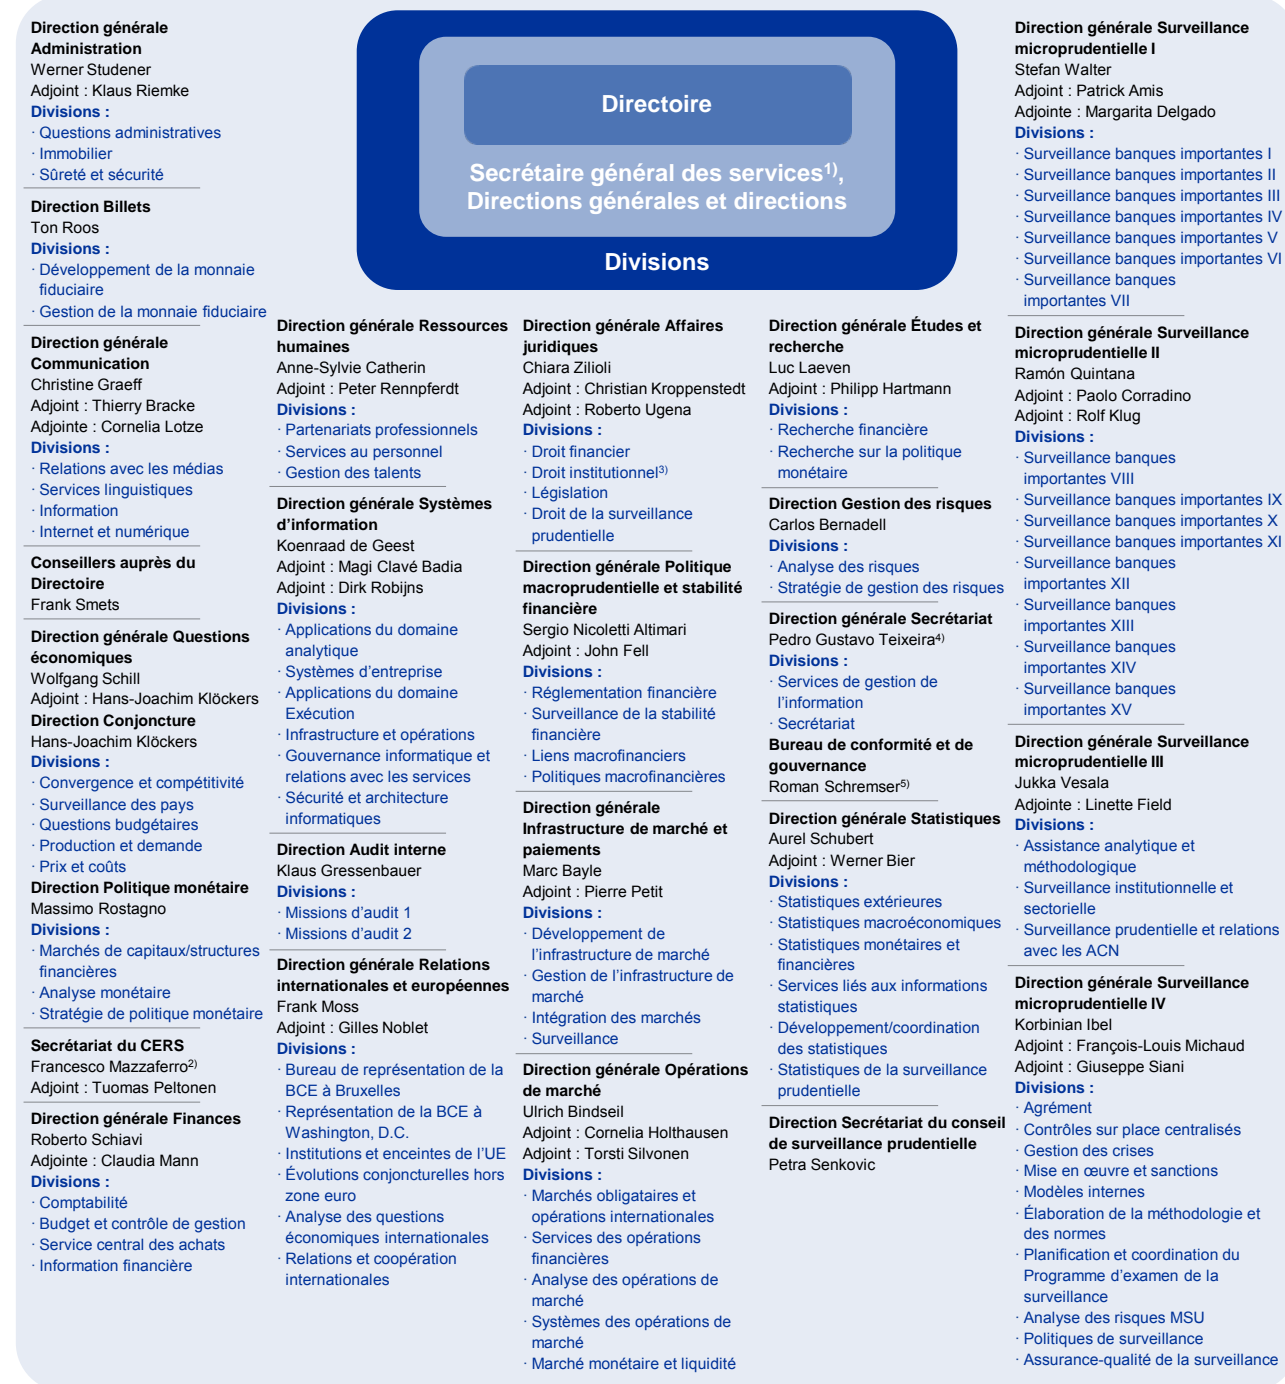 Direction générale
Administration
Werner Studener
Adjoint : Klaus Riemke
Divisions :
· Questions administratives
· Immobilier
· Sûreté et sécurité
Direction Billets
Ton Roos
Divisions :
· Développement de la monnaie
fiduciaire
· Gestion de la monnaie fiduciaire
Direction générale
Communication
Christine Graeff
Adjoint : Thierry Bracke
Adjointe : Cornelia Lotze
Divisions :
· Relations avec les médias
· Services linguistiques
· Information
· Internet et numérique
Conseillers auprès du
Directoire
Frank Smets
Direction générale Questions
économiques
Wolfgang Schill
Adjoint : Hans-Joachim Klöckers
Direction Conjoncture
Hans-Joachim Klöckers
Divisions :
· Convergence et compétitivité
· Surveillance des pays
· Questions budgétaires
· Production et demande
· Prix et coûts
Direction Politique monétaire
Massimo Rostagno
Divisions :
· Marchés de capitaux/structures
financières
· Analyse monétaire
· Stratégie de politique monétaire
Secrétariat du CERS
Francesco Mazzaferro2)
Adjoint : Tuomas Peltonen
Direction générale Finances
Roberto Schiavi
Adjointe : Claudia Mann
Divisions :
· Comptabilité
· Budget et contrôle de gestion
· Service central des achats
· Information financière
Directoire
Secrétaire général des services1),
Directions générales et directions
Divisions
Direction générale Ressources
humaines
Anne-Sylvie Catherin
Adjoint : Peter Rennpferdt
Divisions :
· Partenariats professionnels
· Services au personnel
· Gestion des talents
Direction générale Systèmes
d’information
Koenraad de Geest
Adjoint : Magi Clavé Badia
Adjoint : Dirk Robijns
Divisions :
· Applications du domaine
analytique
· Systèmes d’entreprise
· Applications du domaine
Exécution
· Infrastructure et opérations
· Gouvernance informatique et
relations avec les services
· Sécurité et architecture
informatiques
Direction Audit interne
Klaus Gressenbauer
Divisions :
· Missions d’audit 1
· Missions d’audit 2
Direction générale Relations
internationales et européennes
Frank Moss
Adjoint : Gilles Noblet
Divisions :
· Bureau de représentation de la
BCE à Bruxelles
· Représentation de la BCE à
Washington, D.C.
· Institutions et enceintes de l’UE
· Évolutions conjoncturelles hors
zone euro
· Analyse des questions
économiques internationales
· Relations et coopération
internationales
Direction générale Affaires
juridiques
Chiara Zilioli
Adjoint : Christian Kroppenstedt
Adjoint : Roberto Ugena
Divisions :
· Droit financier
· Droit institutionnel3)
· Législation
· Droit de la surveillance
prudentielle
Direction générale Politique
macroprudentielle et stabilité
financière
Sergio Nicoletti Altimari
Adjoint : John Fell
Divisions :
· Réglementation financière
· Surveillance de la stabilité
financière
· Liens macrofinanciers
· Politiques macrofinancières
Direction générale
Infrastructure de marché et
paiements
Marc Bayle
Adjoint : Pierre Petit
Divisions :
· Développement de
l’infrastructure de marché
· Gestion de l’infrastructure de
marché
· Intégration des marchés
· Surveillance
Direction générale Opérations
de marché
Ulrich Bindseil
Adjoint : Cornelia Holthausen
Adjoint : Torsti Silvonen
Divisions :
· Marchés obligataires et
opérations internationales
· Services des opérations
financières
· Analyse des opérations de
marché
· Systèmes des opérations de
marché
· Marché monétaire et liquidité
Direction générale Études et
recherche
Luc Laeven
Adjoint : Philipp Hartmann
Divisions :
· Recherche financière
· Recherche sur la politique
monétaire
Direction Gestion des risques
Carlos Bernadell
Divisions :
· Analyse des risques
· Stratégie de gestion des risques
Direction générale Secrétariat
Pedro Gustavo Teixeira4)
Divisions :
· Services de gestion de
l’information
· Secrétariat
Bureau de conformité et de
gouvernance
Roman Schremser5)
Direction générale Statistiques
Aurel Schubert
Adjoint : Werner Bier
Divisions :
· Statistiques extérieures
· Statistiques macroéconomiques
· Statistiques monétaires et
financières
· Services liés aux informations
statistiques
· Développement/coordination
des statistiques
· Statistiques de la surveillance
prudentielle
Direction Secrétariat du conseil
de surveillance prudentielle
Petra Senkovic
Direction générale Surveillance
microprudentielle I
Stefan Walter
Adjoint : Patrick Amis
Adjointe : Margarita Delgado
Divisions :
· Surveillance banques importantes I
· Surveillance banques importantes II
· Surveillance banques importantes III
· Surveillance banques importantes IV
· Surveillance banques importantes V
· Surveillance banques importantes VI
· Surveillance banques
importantes VII
Direction générale Surveillance
microprudentielle II
Ramón Quintana
Adjoint : Paolo Corradino
Adjoint : Rolf Klug
Divisions :
· Surveillance banques
importantes VIII
· Surveillance banques importantes IX
· Surveillance banques importantes X
· Surveillance banques importantes XI
· Surveillance banques
importantes XII
· Surveillance banques
importantes XIII
· Surveillance banques
importantes XIV
· Surveillance banques
importantes XV
Direction générale Surveillance
microprudentielle III
Jukka Vesala
Adjointe : Linette Field
Divisions :
· Assistance analytique et
méthodologique
· Surveillance institutionnelle et
sectorielle
· Surveillance prudentielle et relations
avec les ACN
Direction générale Surveillance
microprudentielle IV
Korbinian Ibel
Adjoint : François-Louis Michaud
Adjoint : Giuseppe Siani
Divisions :
· Agrément
· Contrôles sur place centralisés
· Gestion des crises
· Mise en œuvre et sanctions
· Modèles internes
· Élaboration de la méthodologie et
des normes
· Planification et coordination du
Programme d’examen de la
surveillance
· Analyse des risques MSU
· Politiques de surveillance
· Assurance-qualité de la surveillance